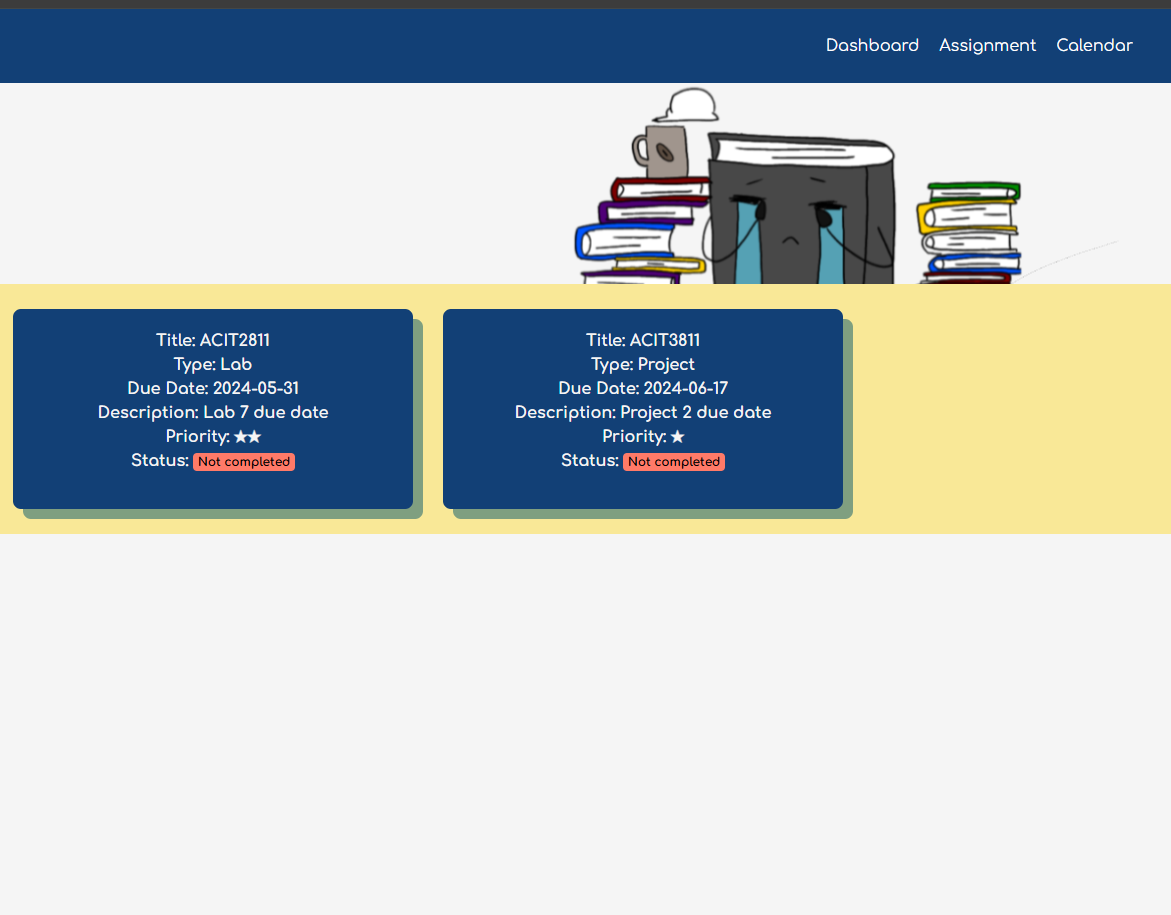 Dashboard Assignment Calendar
Title: ACIT2811
Type: Lab
Due Date: 2024-05-31
Description: Lab 7 due date
Priority: ★★
Status: Not completed
Title: ACIT3811
Type: Project
Due Date: 2024-06-17
Description: Project 2 due date
Priority: ★
Status: Not completed